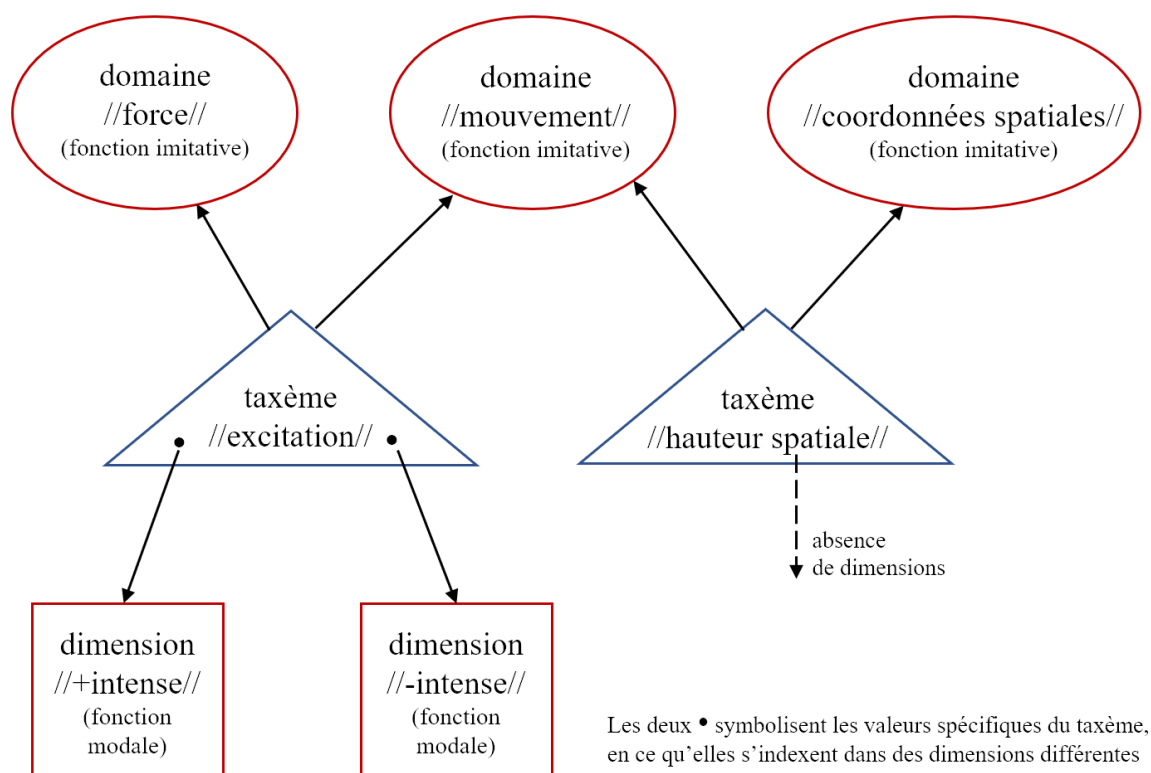 domaine
//force//
(fonction imitative)
domaine
//mouvement//
(fonction imitative)
domaine
//coordonnées spatiales//
(fonction imitative)
taxème
//excitation//
taxème
//hauteur spatiale//
absence
de dimensions
dimension
//+intense//
(fonction
modale)
dimension
//-intense//
(fonction
modale)
Les deux • symbolisent les valeurs spécifiques du taxème,
en ce qu’elles s’indexent dans des dimensions différentes